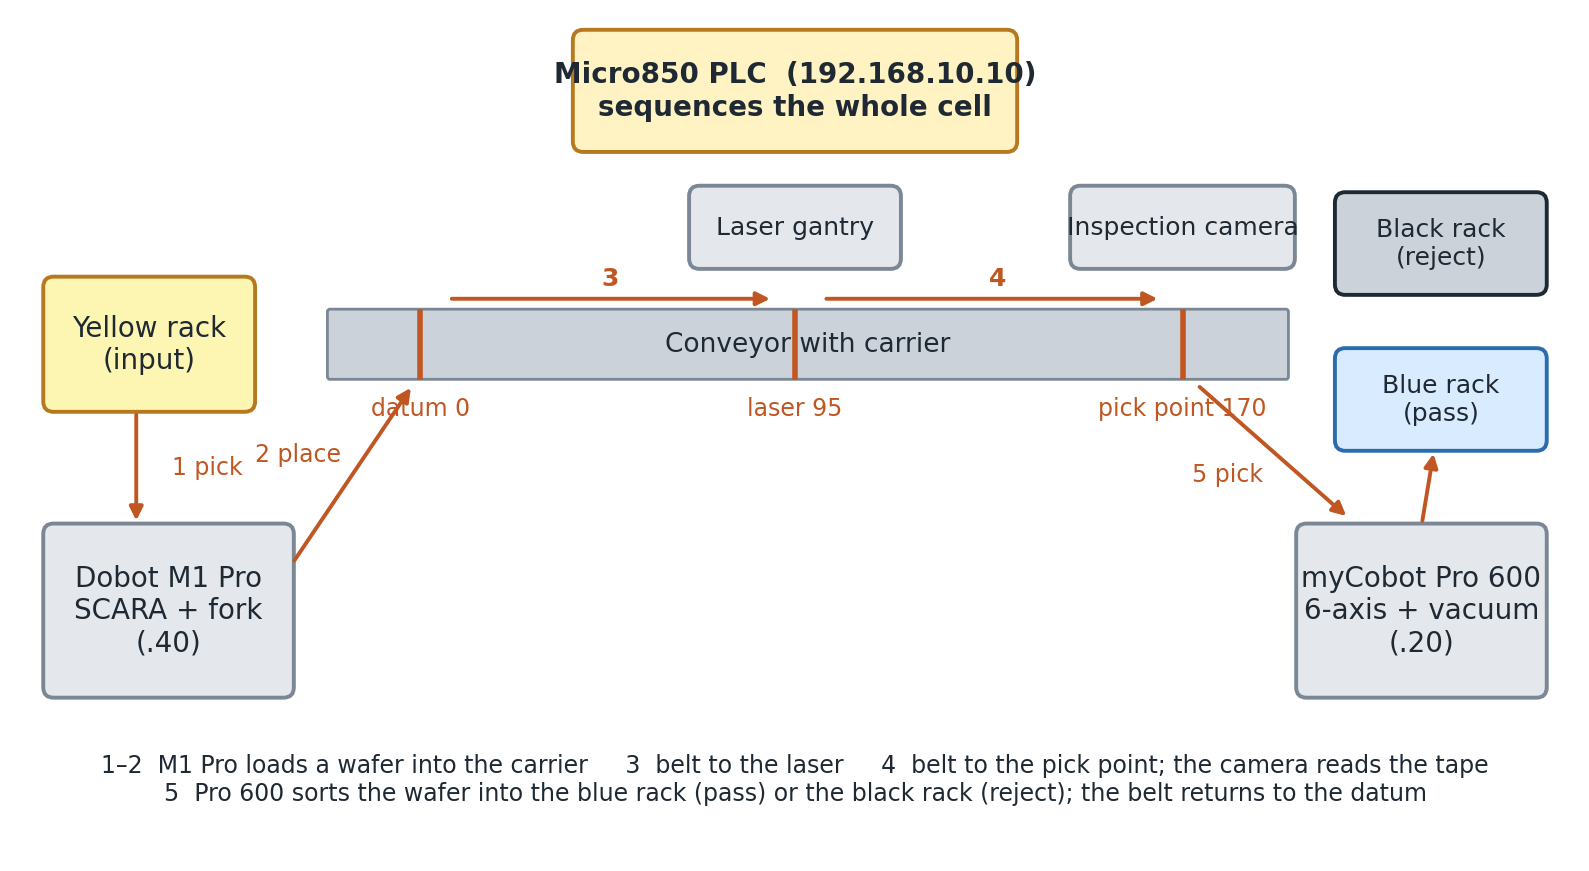 Micro850 PLC  (192.168.10.10)
sequences the whole cell
Laser gantry
Inspection camera
Black rack
(reject)
3
4
Yellow rack
(input)
Conveyor with carrier
Blue rack
(pass)
datum 0
laser 95
pick point 170
1 pick
2 place
5 pick
Dobot M1 Pro
SCARA + fork
(.40)
myCobot Pro 600
6-axis + vacuum
(.20)
1–2  M1 Pro loads a wafer into the carrier     3  belt to the laser     4  belt to the pick point; the camera reads the tape
5  Pro 600 sorts the wafer into the blue rack (pass) or the black rack (reject); the belt returns to the datum